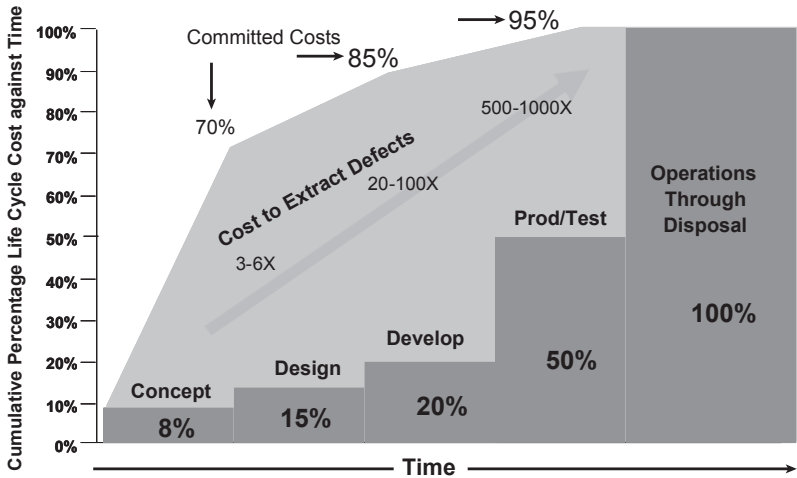 Cumulative Percentage Life Cycle Cost against Time
100%
90%
80%
70%
60%
50%
40%
30%
20%
10%
0%
Committed Costs
70%
85%
95%
Cost to Extract Defects
3-6X
20-100X
500-1000X
Concept
8%
Design
15%
Develop
20%
Prod/Test
50%
Operations
Through
Disposal
100%
Time